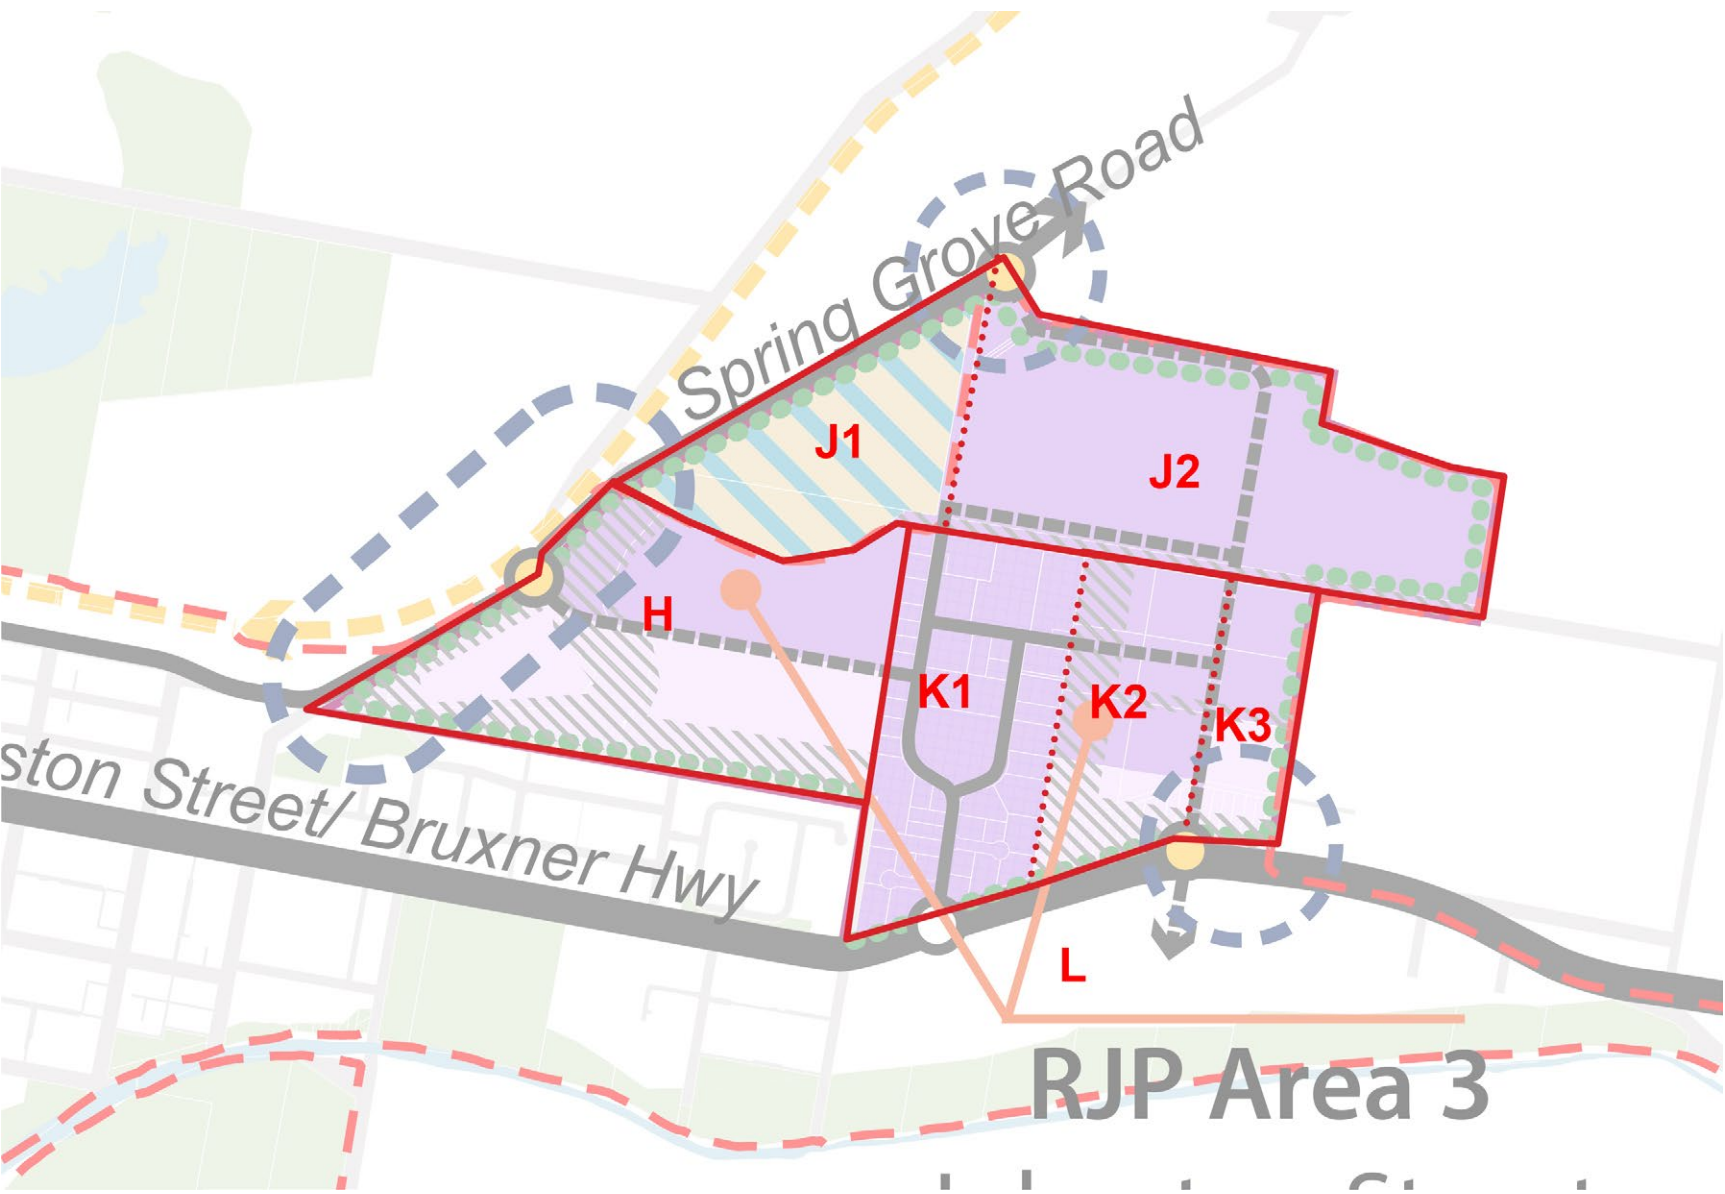 Spring Grove Road
J1
J2
H
K1
K2
K3
ston Street/ Bruxner Hwy
L
RJP Area 3